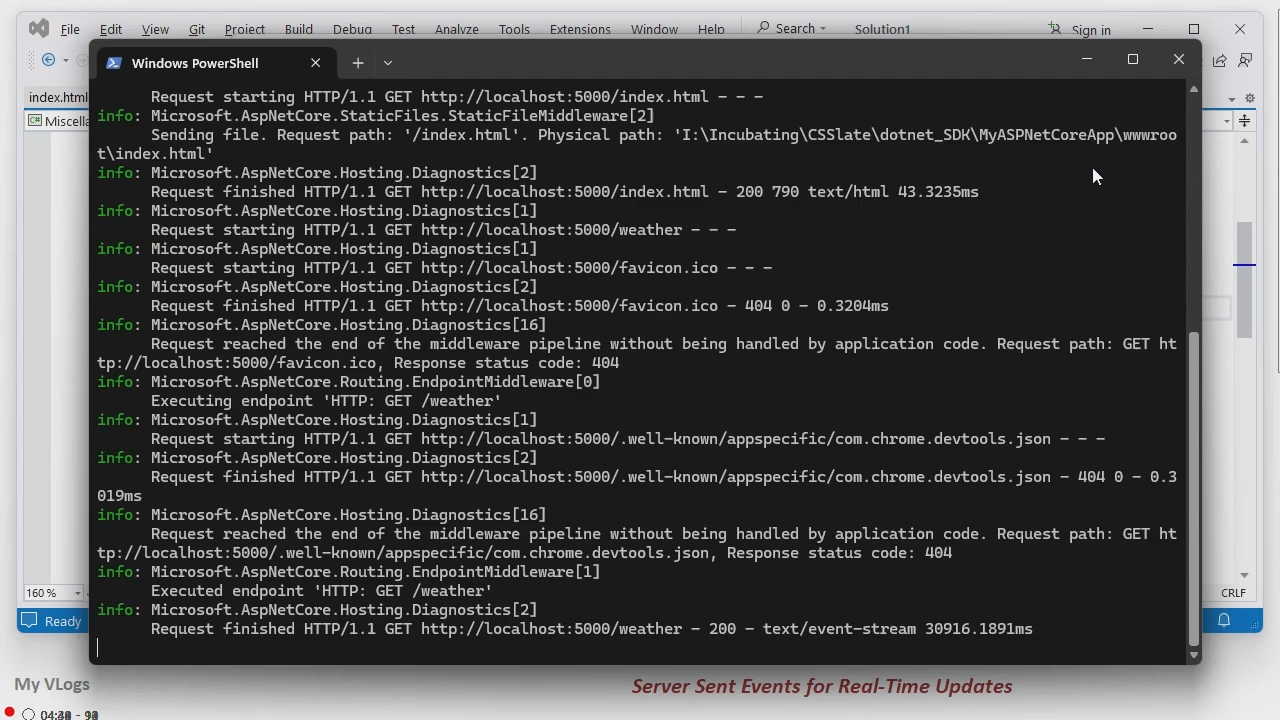 File Edit View Git Project Build Debug Test Analyze Tools Extensions Window Help Search Solution1 Sign in
Windows PowerShell
index.html
Miscella
Request starting HTTP/1.1 GET http://localhost:5000/index.html - - -
info: Microsoft.AspNetCore.StaticFiles.StaticFileMiddleware[2]
Sending file. Request path: '/index.html'. Physical path: 'I:\Incubating\CSSlate\dotnet_SDK\MyASPNetCoreApp\wwwroo
t\index.html'
info: Microsoft.AspNetCore.Hosting.Diagnostics[2]
Request finished HTTP/1.1 GET http://localhost:5000/index.html - 200 790 text/html 43.3235ms
info: Microsoft.AspNetCore.Hosting.Diagnostics[1]
Request starting HTTP/1.1 GET http://localhost:5000/weather - - -
info: Microsoft.AspNetCore.Hosting.Diagnostics[1]
Request starting HTTP/1.1 GET http://localhost:5000/favicon.ico - - -
info: Microsoft.AspNetCore.Hosting.Diagnostics[2]
Request finished HTTP/1.1 GET http://localhost:5000/favicon.ico - 404 0 - 0.3204ms
info: Microsoft.AspNetCore.Hosting.Diagnostics[16]
Request reached the end of the middleware pipeline without being handled by application code. Request path: GET ht
tp://localhost:5000/favicon.ico, Response status code: 404
info: Microsoft.AspNetCore.Routing.EndpointMiddleware[0]
Executing endpoint 'HTTP: GET /weather'
info: Microsoft.AspNetCore.Hosting.Diagnostics[1]
Request starting HTTP/1.1 GET http://localhost:5000/.well-known/appspecific/com.chrome.devtools.json - - -
info: Microsoft.AspNetCore.Hosting.Diagnostics[2]
Request finished HTTP/1.1 GET http://localhost:5000/.well-known/appspecific/com.chrome.devtools.json - 404 0 - 0.3
019ms
info: Microsoft.AspNetCore.Hosting.Diagnostics[16]
Request reached the end of the middleware pipeline without being handled by application code. Request path: GET ht
tp://localhost:5000/.well-known/appspecific/com.chrome.devtools.json, Response status code: 404
info: Microsoft.AspNetCore.Routing.EndpointMiddleware[1]
Executed endpoint 'HTTP: GET /weather'
info: Microsoft.AspNetCore.Hosting.Diagnostics[2]
Request finished HTTP/1.1 GET http://localhost:5000/weather - 200 - text/event-stream 30916.1891ms
160 %
CRLF
Ready
My VLogs
Server Sent Events for Real-Time Updates